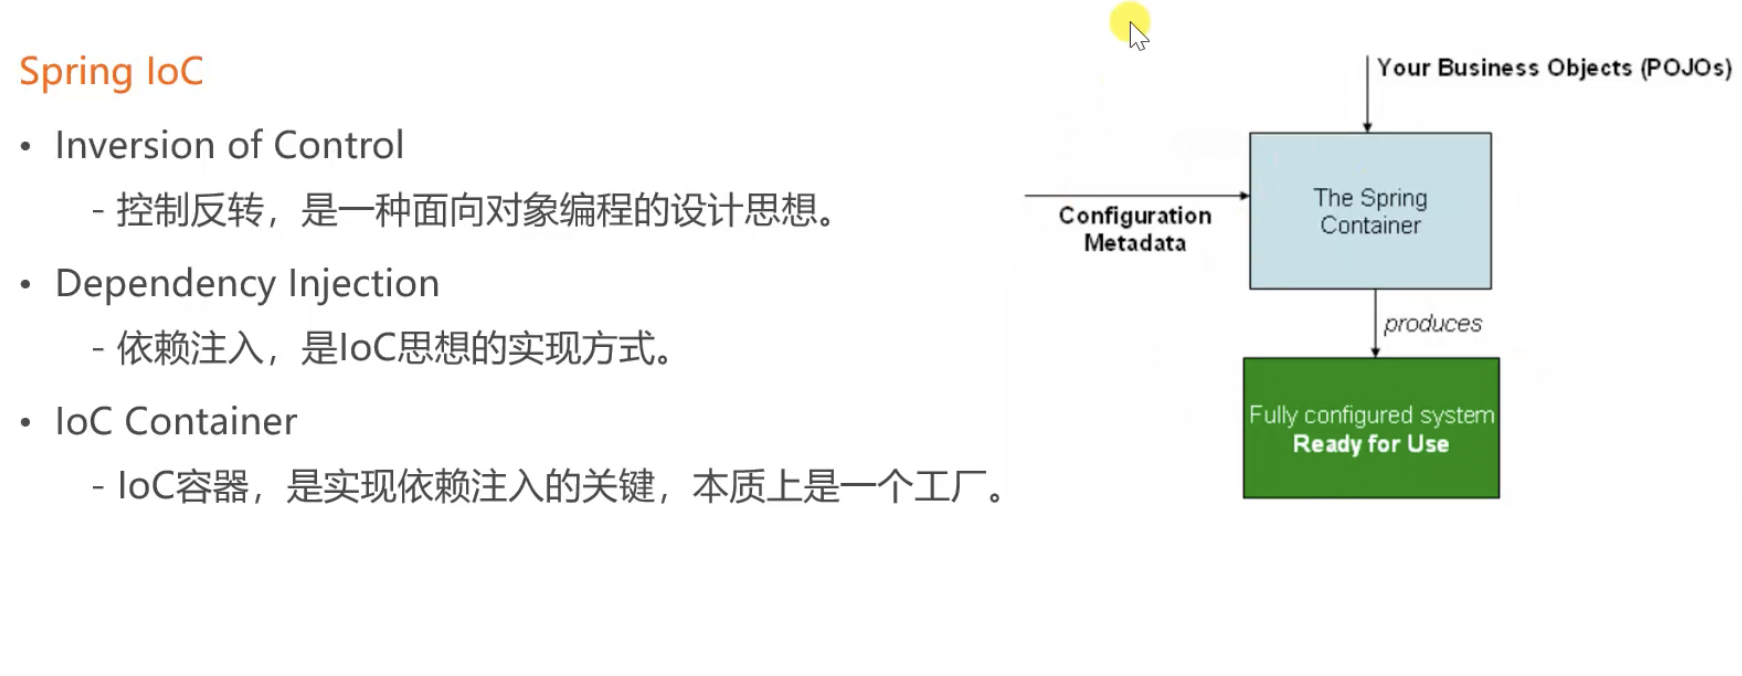 Spring IoC
• Inversion of Control
- 控制反转，是一种面向对象编程的设计思想。
• Dependency Injection
- 依赖注入，是IoC思想的实现方式。
• IoC Container
- IoC容器，是实现依赖注入的关键，本质上是一个工厂。
Your Business Objects (POJOs)
Configuration
Metadata
The Spring
Container
produces
Fully configured system
Ready for Use